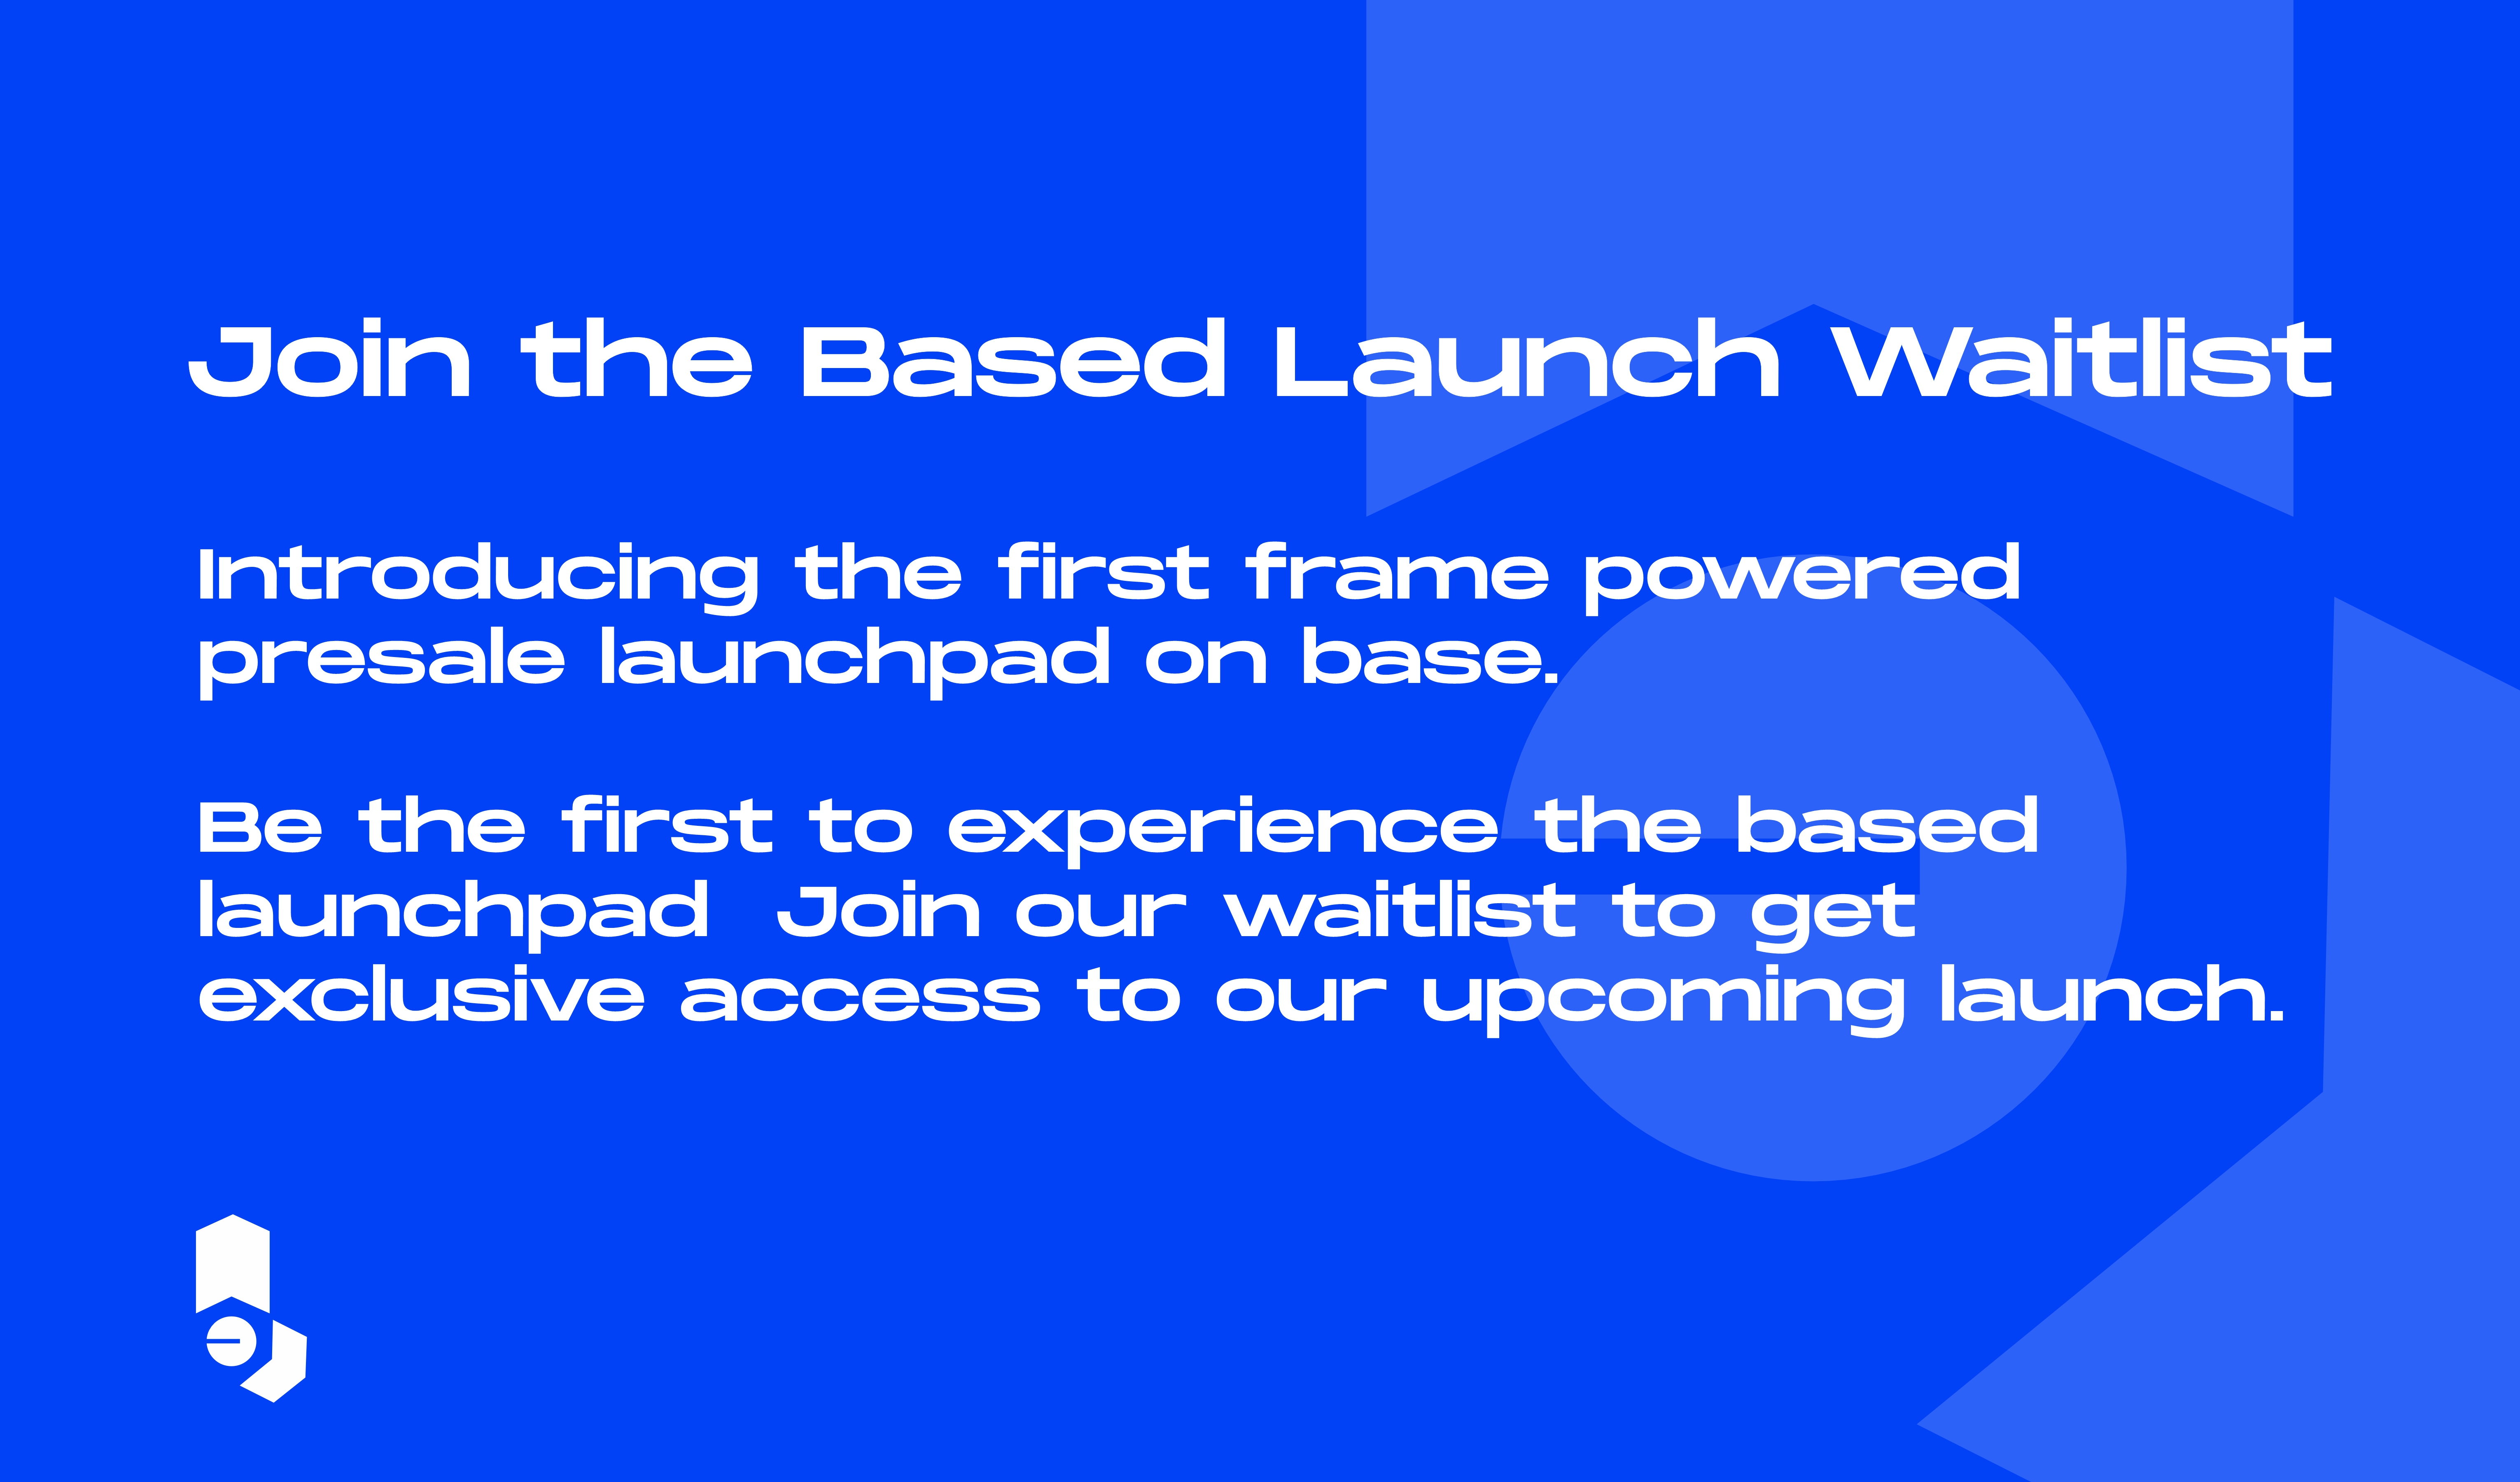 Join the Based Launch Waitlist
Introducing the first frame powered
presale launchpad on base.
Be the first to experience the based
launchpad Join our waitlist to get
exclusive access to our upcoming launch.